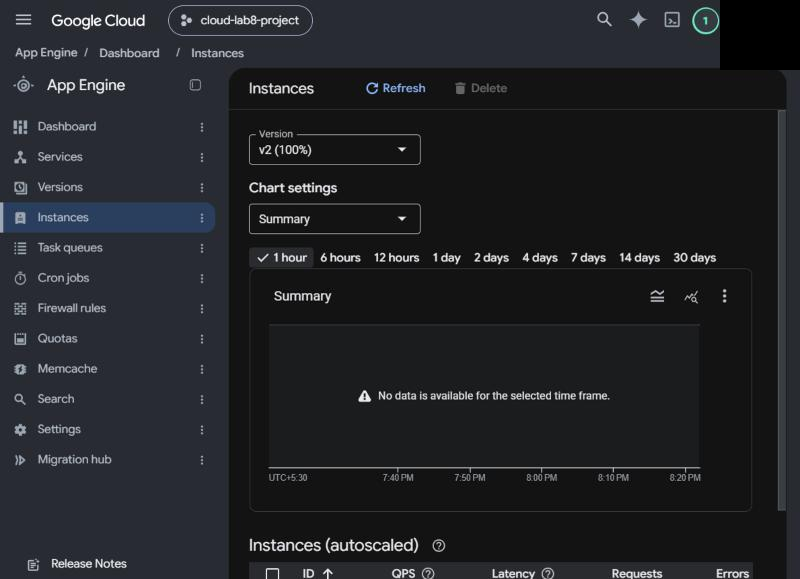 Google Cloud
cloud-lab8-project
1
App Engine / Dashboard / Instances
App Engine
Instances Refresh Delete
Dashboard
Services
Versions
Instances
Task queues
Cron jobs
Firewall rules
Quotas
Memcache
Search
Settings
Migration hub
Release Notes
Version
v2 (100%)
Chart settings
Summary
1 hour 6 hours 12 hours 1 day 2 days 4 days 7 days 14 days 30 days
Summary
No data is available for the selected time frame.
UTC+5:30 7:40 PM 7:50 PM 8:00 PM 8:10 PM 8:20 PM
Instances (autoscaled)
ID QPS Latency Requests Errors